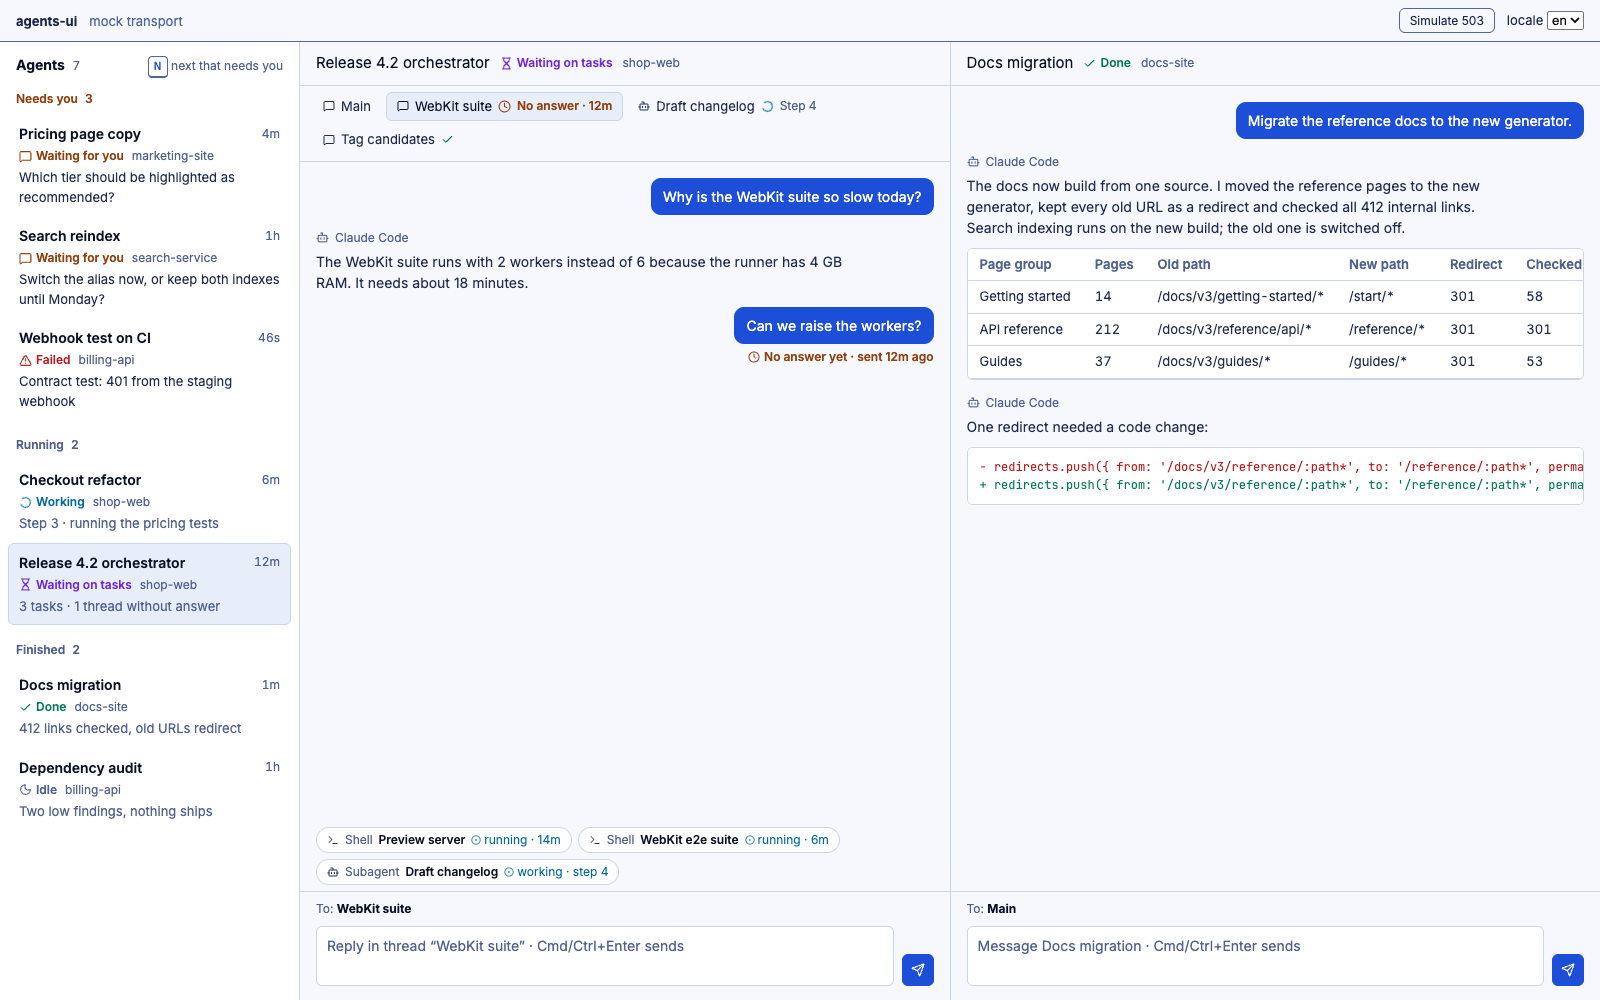 agents-ui mock transport
Simulate 503 locale en
Agents 7 N next that needs you
Needs you 3
Pricing page copy 4m
Waiting for you marketing-site
Which tier should be highlighted as
recommended?
Search reindex 1h
Waiting for you search-service
Switch the alias now, or keep both indexes
until Monday?
Webhook test on CI 46s
Failed billing-api
Contract test: 401 from the staging
webhook
Running 2
Checkout refactor 6m
Working shop-web
Step 3 · running the pricing tests
Release 4.2 orchestrator 12m
Waiting on tasks shop-web
3 tasks · 1 thread without answer
Finished 2
Docs migration 1m
Done docs-site
412 links checked, old URLs redirect
Dependency audit 1h
Idle billing-api
Two low findings, nothing ships
Release 4.2 orchestrator Waiting on tasks shop-web
Main WebKit suite No answer · 12m Draft changelog Step 4
Tag candidates
Why is the WebKit suite so slow today?
Claude Code
The WebKit suite runs with 2 workers instead of 6 because the runner has 4 GB
RAM. It needs about 18 minutes.
Can we raise the workers?
No answer yet · sent 12m ago
Shell Preview server running · 14m Shell WebKit e2e suite running · 6m
Subagent Draft changelog working · step 4
To: WebKit suite
Reply in thread “WebKit suite” · Cmd/Ctrl+Enter sends
Docs migration Done docs-site
Migrate the reference docs to the new generator.
Claude Code
The docs now build from one source. I moved the reference pages to the new
generator, kept every old URL as a redirect and checked all 412 internal links.
Search indexing runs on the new build; the old one is switched off.
Page group Pages Old path New path Redirect Checked
Getting started 14 /docs/v3/getting-started/* /start/* 301 58
API reference 212 /docs/v3/reference/api/* /reference/* 301 301
Guides 37 /docs/v3/guides/* /guides/* 301 53
Claude Code
One redirect needed a code change:
- redirects.push({ from: '/docs/v3/reference/:path*', to: '/reference/:path*', perma
+ redirects.push({ from: '/docs/v3/reference/:path*', to: '/reference/:path*', perma
To: Main
Message Docs migration · Cmd/Ctrl+Enter sends